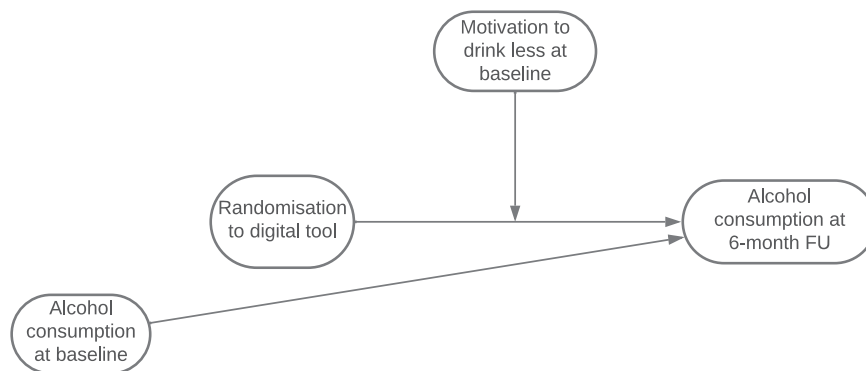 Motivation to
drink less at
baseline
Randomisation
to digital tool
Alcohol
consumption at
6-month FU
Alcohol
consumption
at baseline